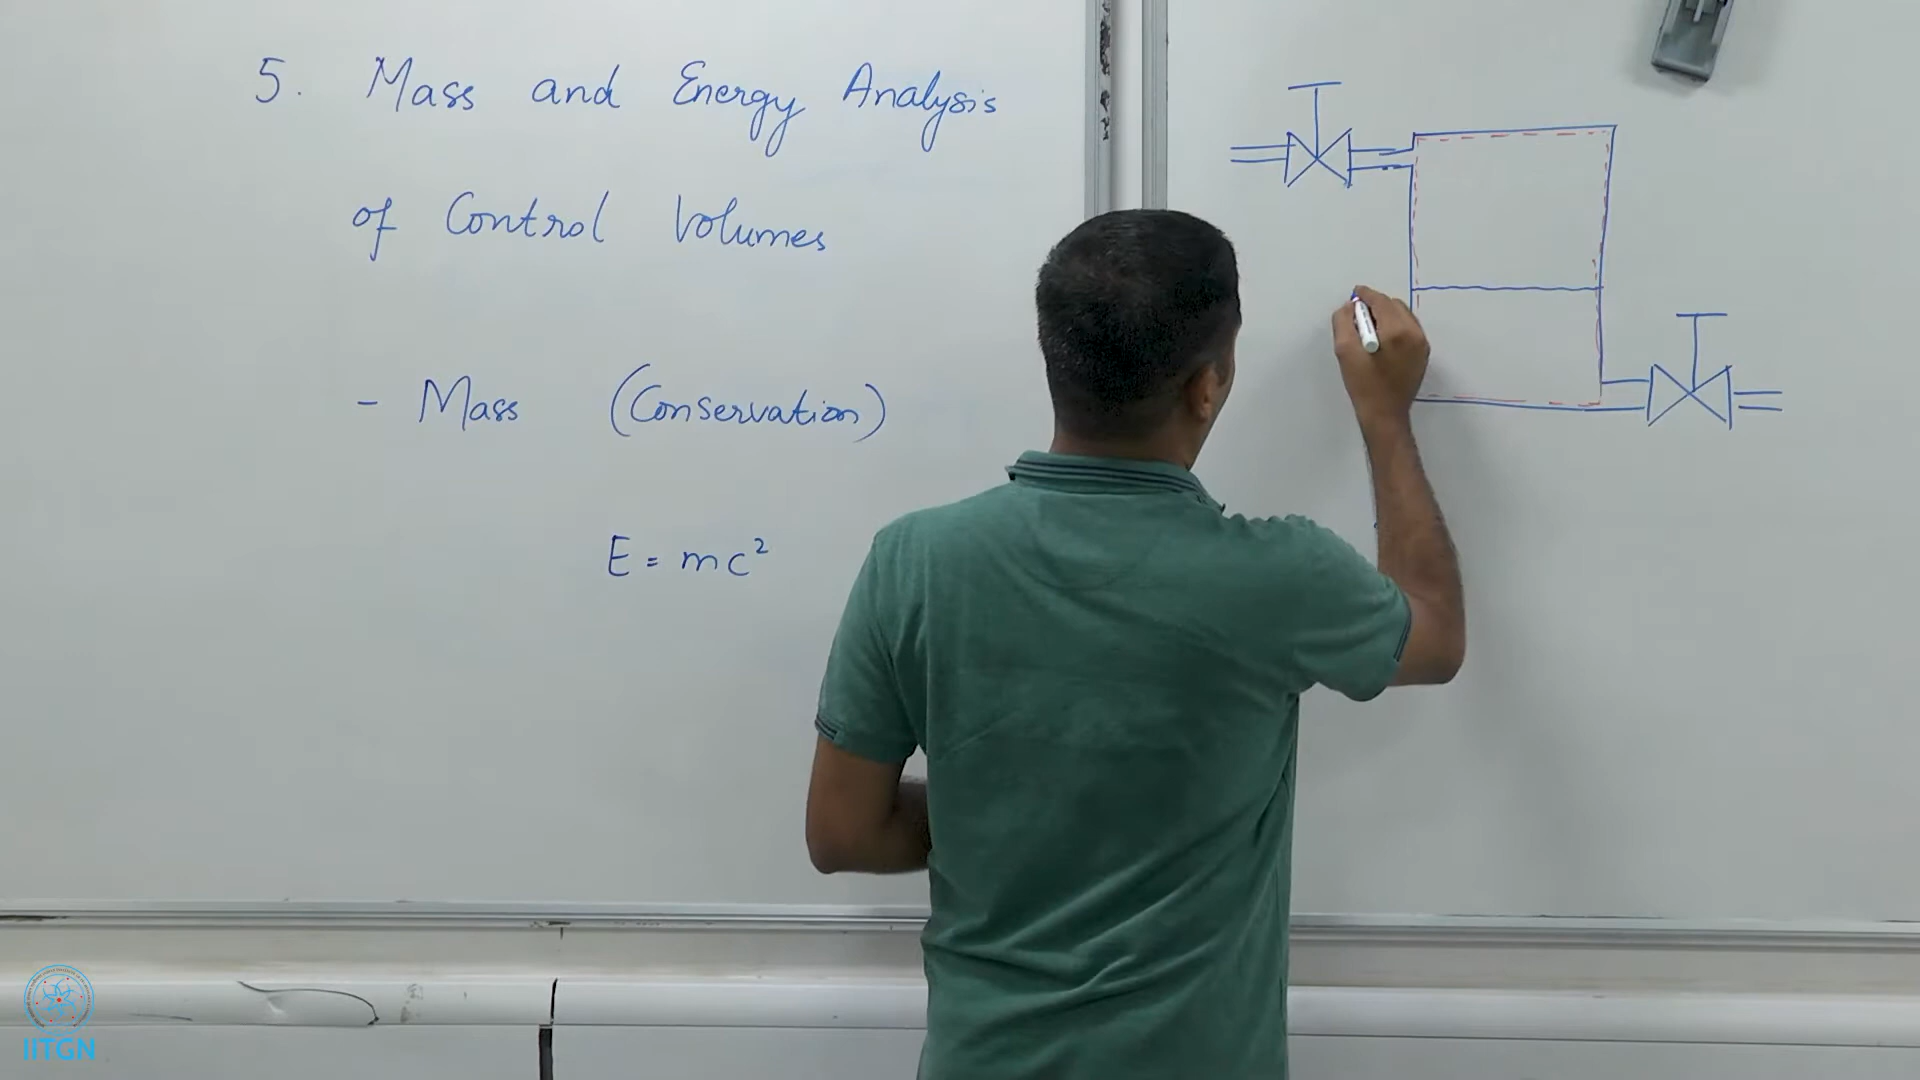 5. Mass and Energy Analysis
of Control Volumes
- Mass (Conservation)
E = mc²
IITGN